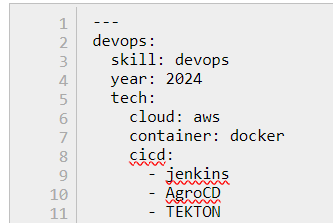 1 ---
2 devops:
3   skill: devops
4   year: 2024
5   tech:
6     cloud: aws
7     container: docker
8     cicd:
9       - jenkins
10       - AgroCD
11       - TEKTON